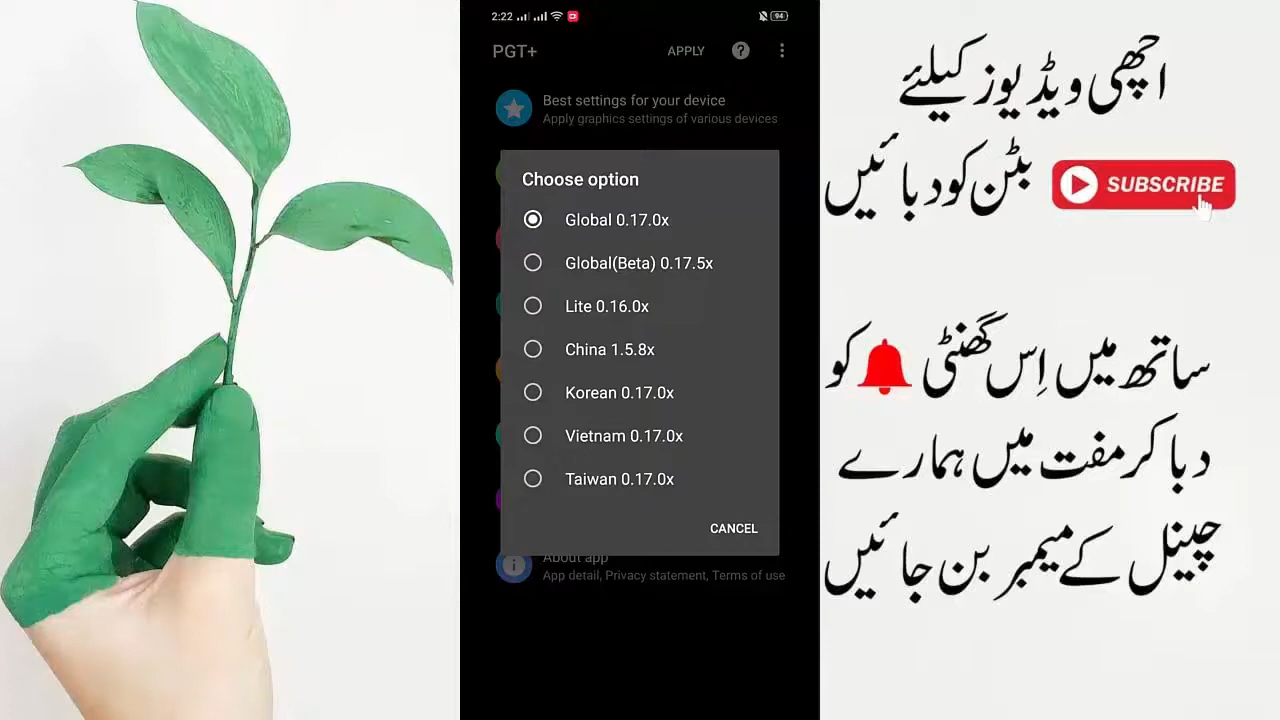 2:22
94
PGT+
APPLY
?
Best settings for your device
Apply graphics settings of various devices
Choose option
Global 0.17.0x
Global(Beta) 0.17.5x
Lite 0.16.0x
China 1.5.8x
Korean 0.17.0x
Vietnam 0.17.0x
Taiwan 0.17.0x
CANCEL
About app
App detail, Privacy statement, Terms of use
اچھی ویڈیوز کیلئے
بٹن کو دبائیں SUBSCRIBE
ساتھ میں اِس گھنٹی کو
دبا کر مفت میں ہمارے
چینل کے میمبر بن جائیں